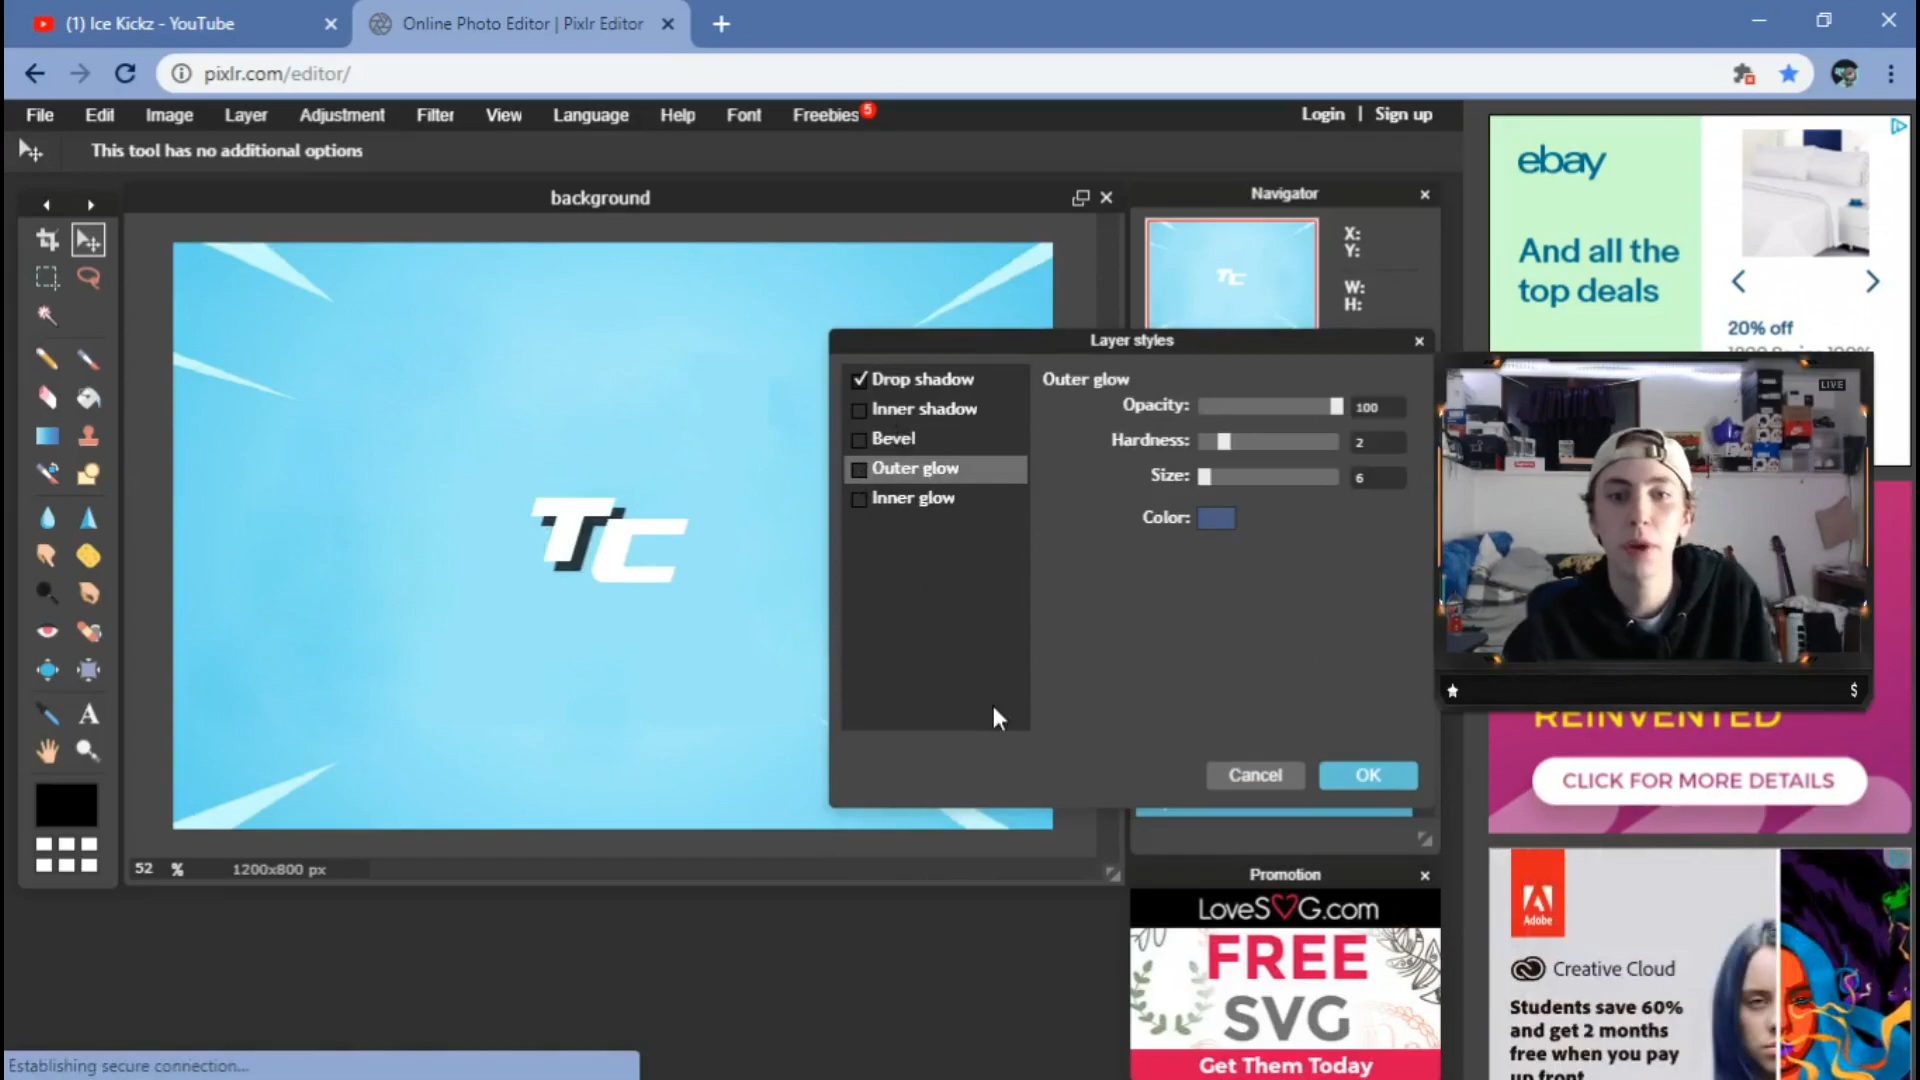 (1) Ice Kickz - YouTube
Online Photo Editor | Pixlr Editor
pixlr.com/editor/
File Edit Image Layer Adjustment Filter View Language Help Font Freebies 5
Login | Sign up
This tool has no additional options
background
Navigator
X:
Y:
W:
H:
TC
TC
Layer styles
Drop shadow
Inner shadow
Bevel
Outer glow
Inner glow
Outer glow
Opacity: 100
Hardness: 2
Size: 6
Color:
Cancel
OK
52 % 1200x800 px
Promotion
LoveSVG.com
FREE
SVG
Get Them Today
ebay
And all the
top deals
20% off
LIVE
$
REINVENTED
CLICK FOR MORE DETAILS
Adobe
Creative Cloud
Students save 60%
and get 2 months
free when you pay
up front
Establishing secure connection...